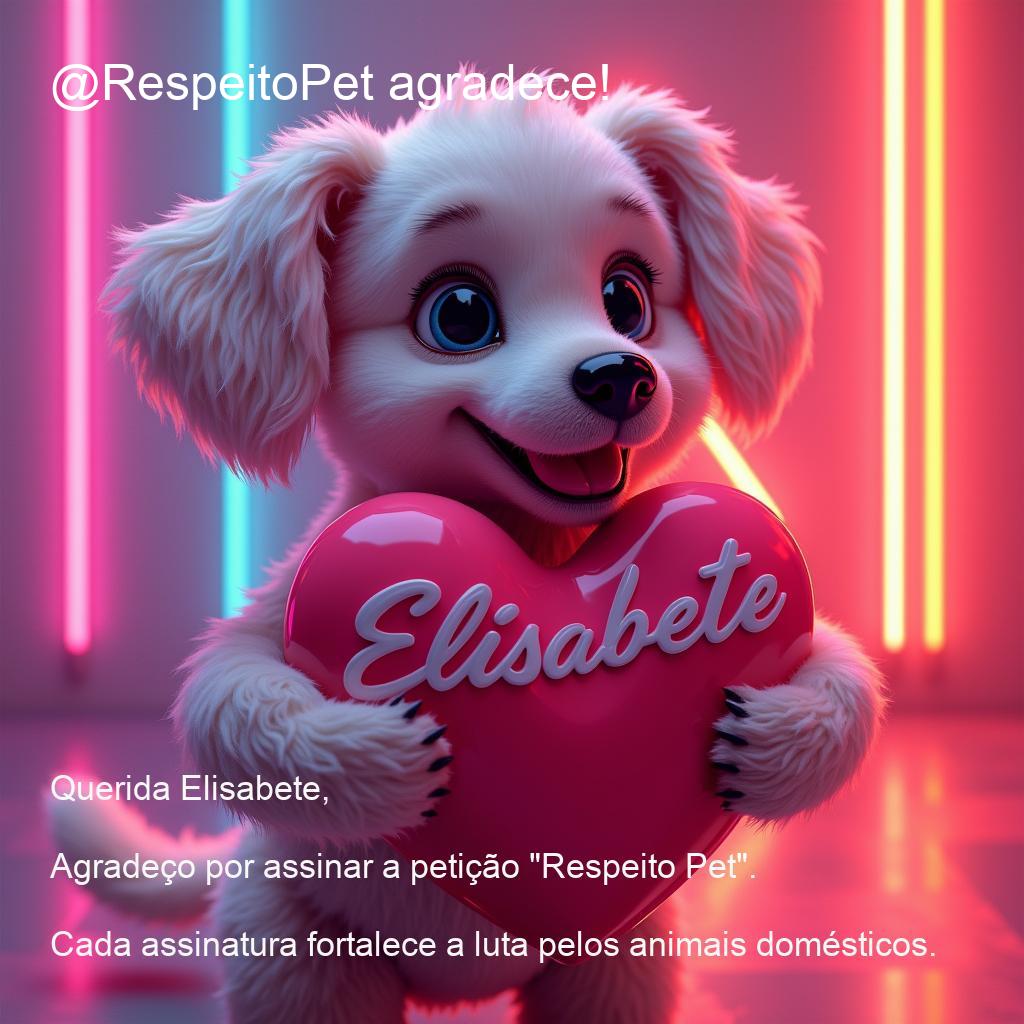 @RespeitoPet agradece!
Elisabete
Querida Elisabete,
Agradeço por assinar a petição "Respeito Pet".
Cada assinatura fortalece a luta pelos animais domésticos.